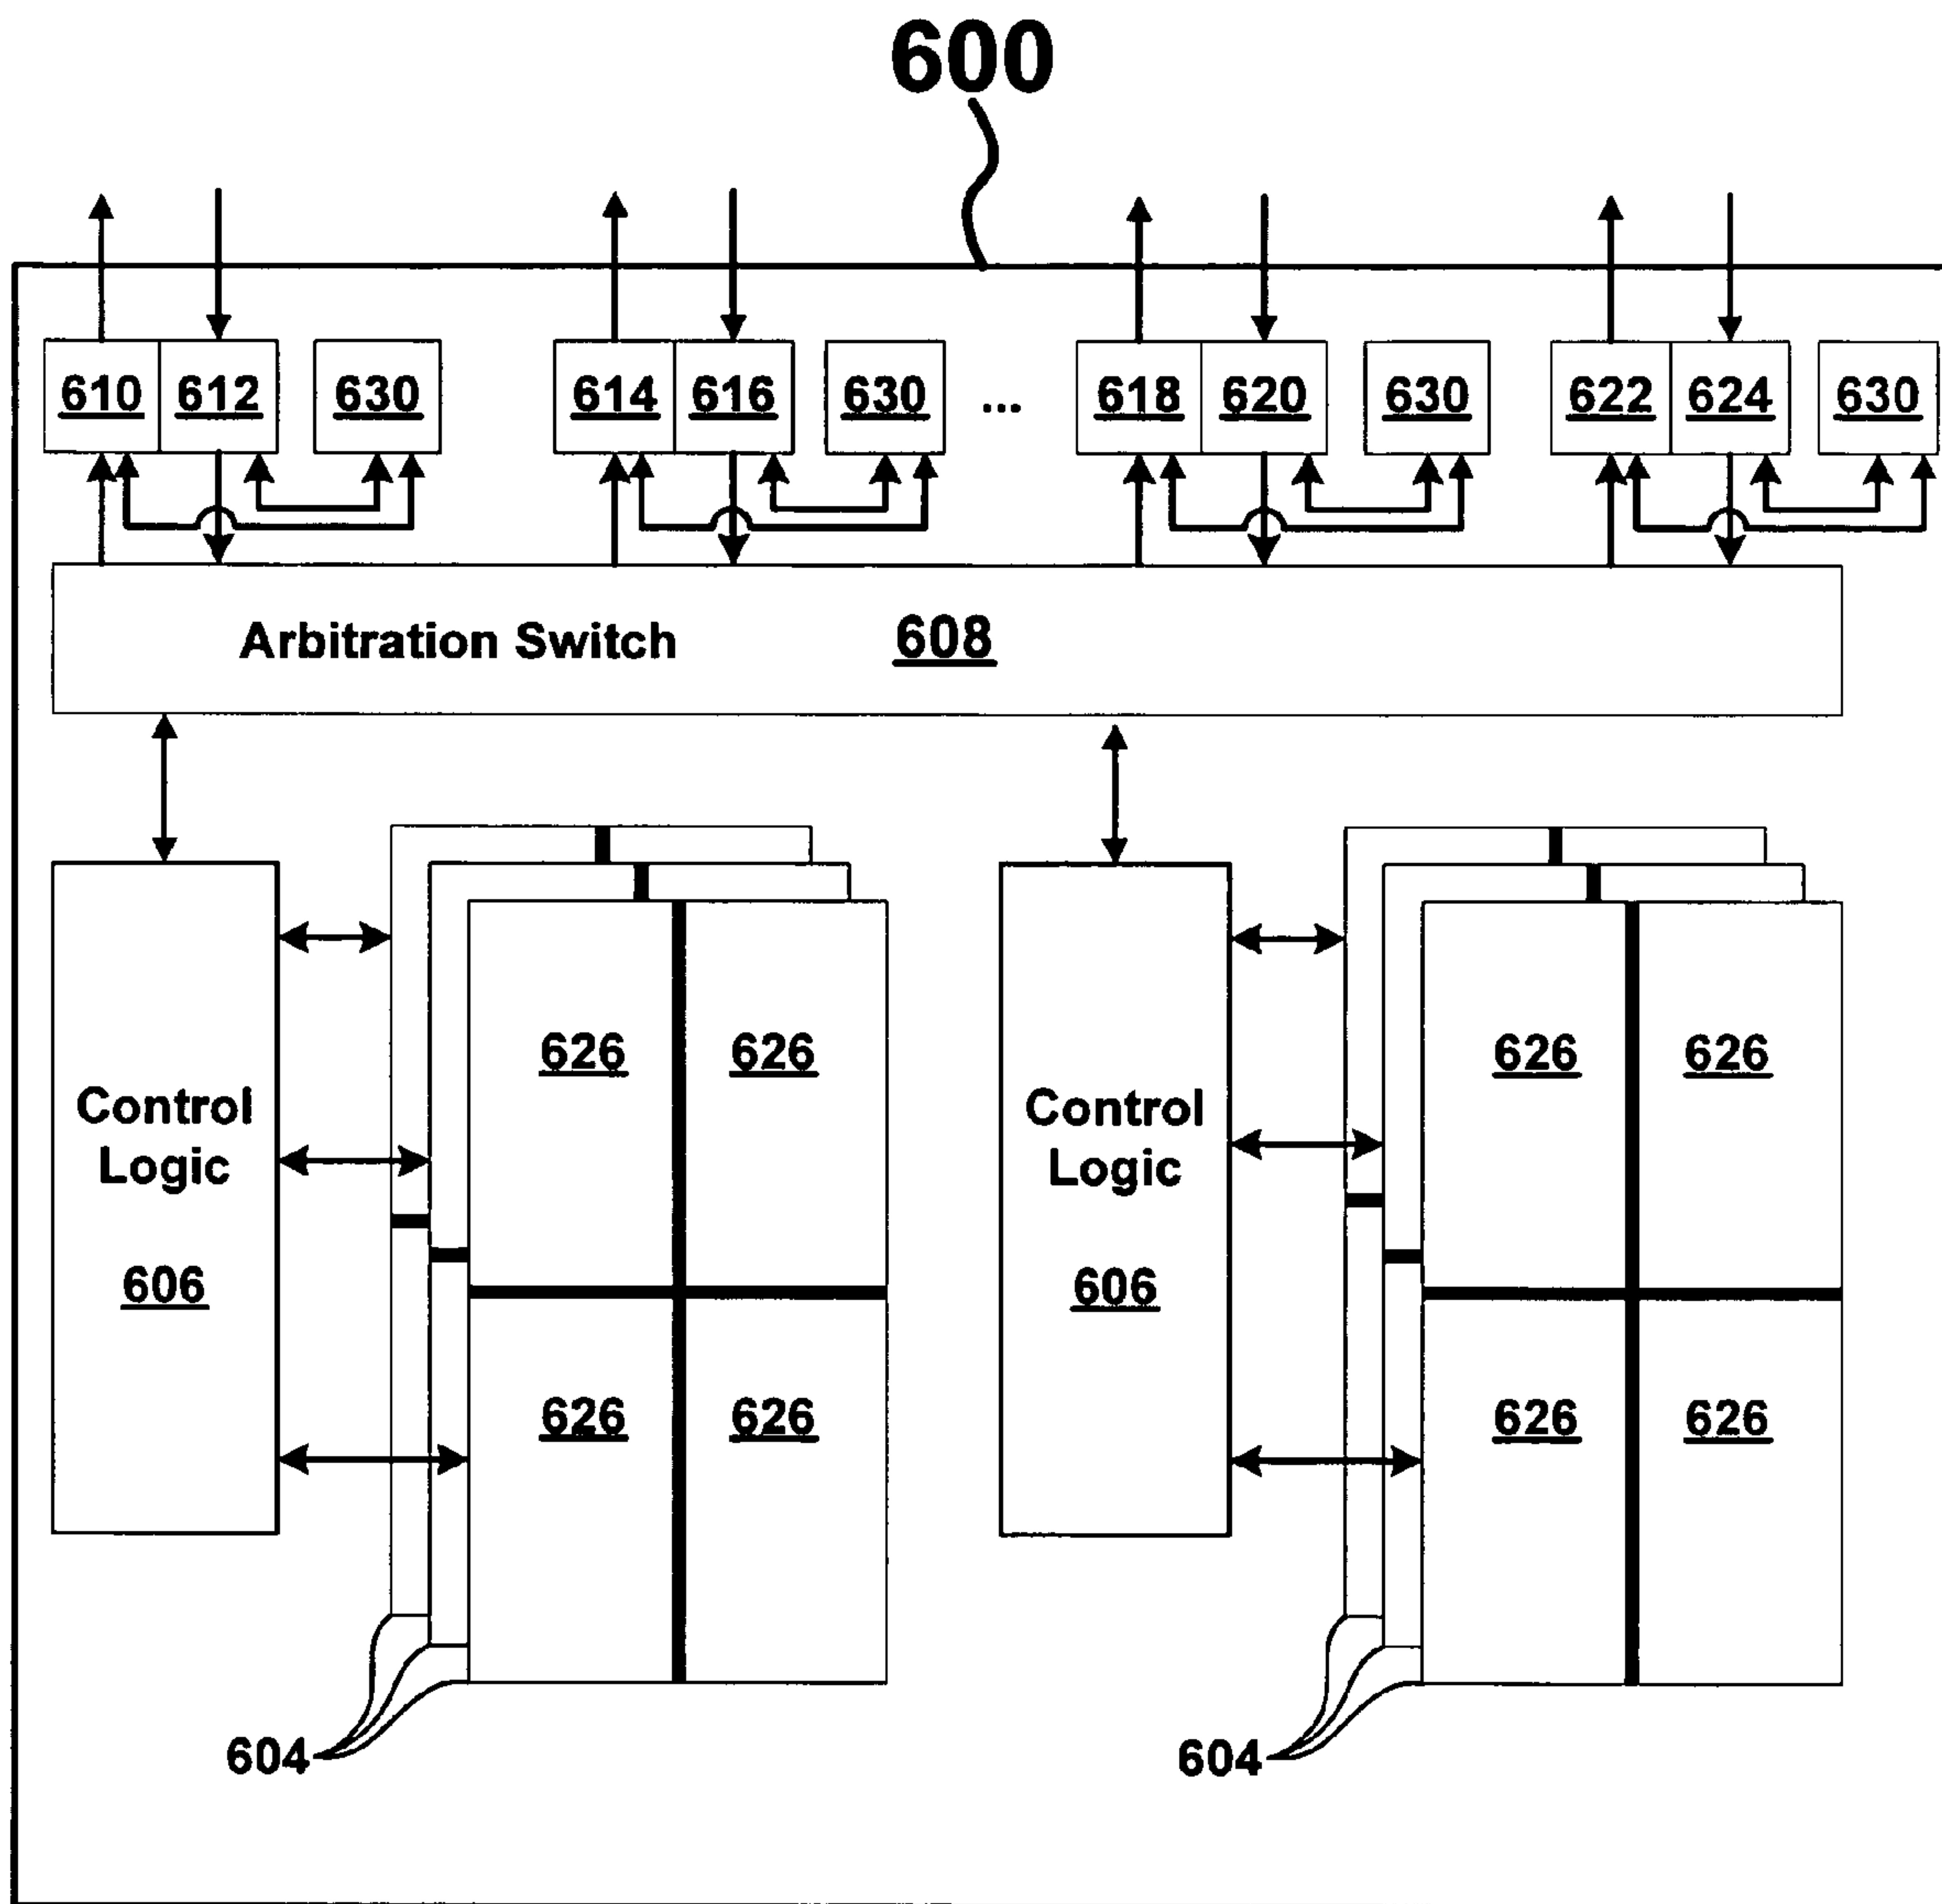 600
610 612 630 614 616 630 ... 618 620 630 622 624 630
Arbitration Switch 608
626 626 626 626
Control Control
Logic Logic
606 606
626 626 626 626
604 604